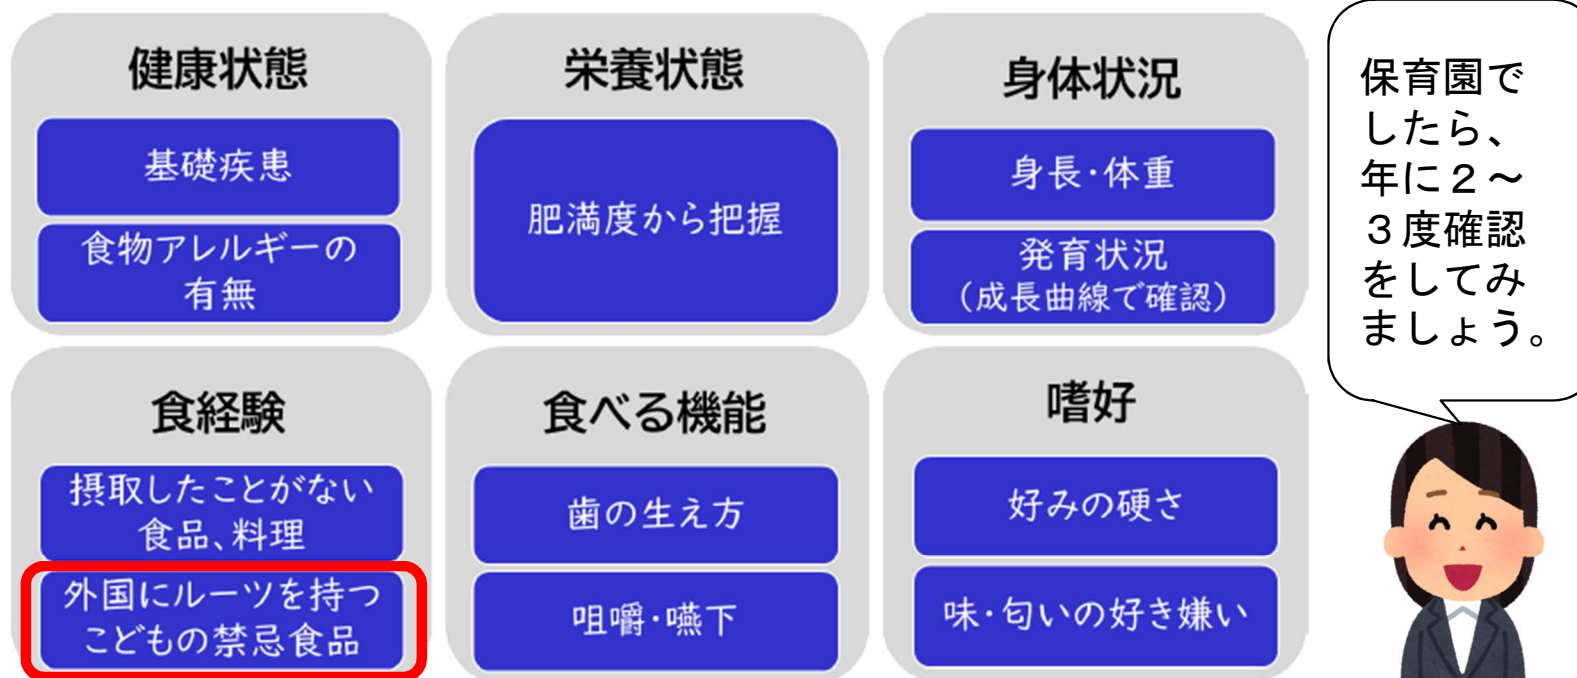 健康状態
基礎疾患
食物アレルギーの
有無
栄養状態
肥満度から把握
身体状況
身長・体重
発育状況
（成長曲線で確認）
食経験
摂取したことがない
食品、料理
外国にルーツを持つ
こどもの禁忌食品
食べる機能
歯の生え方
咀嚼・嚥下
嗜好
好みの硬さ
味・匂いの好き嫌い
保育園で
したら、
年に２～
３度確認
をしてみ
ましょう。